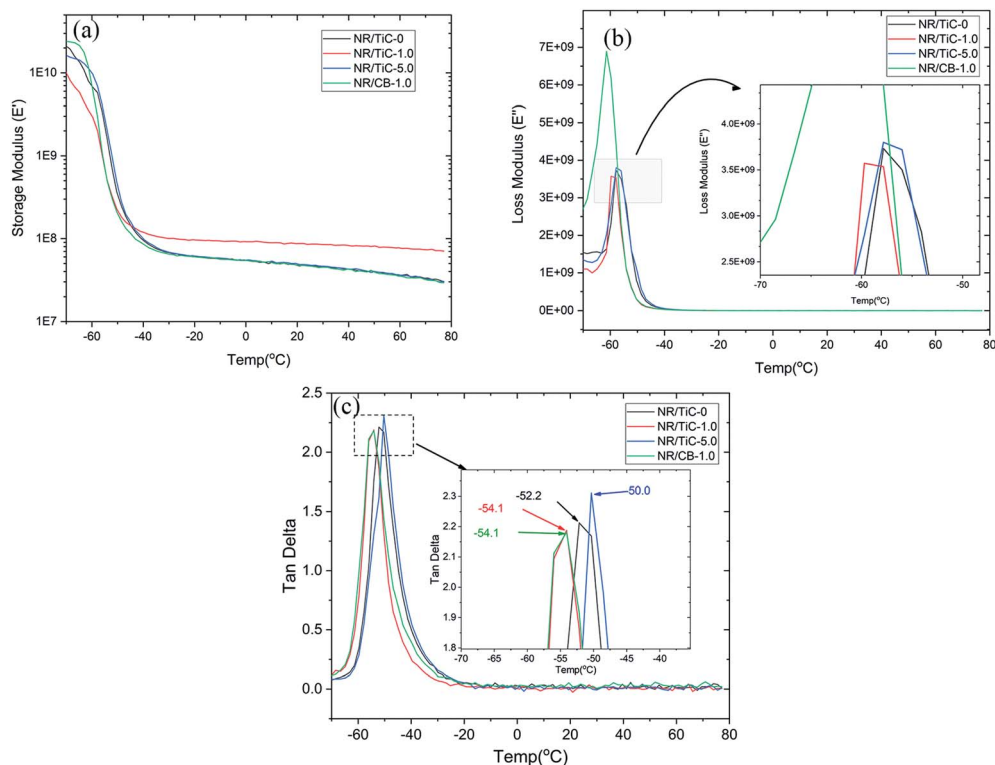 (a)
NR/TiC-0
NR/TiC-1.0
NR/TiC-5.0
NR/CB-1.0
Storage Modulus (E')
1E10
1E9
1E8
1E7
-60 -40 -20 0 20 40 60 80
Temp(°C)
(b)
NR/TiC-0
NR/TiC-1.0
NR/TiC-5.0
NR/CB-1.0
Loss Modulus (E'')
7E+09
6E+09
5E+09
4E+09
3E+09
2E+09
1E+09
0E+00
-60 -40 -20 0 20 40 60 80
Temp(°C)
Loss Modulus (E'')
4.0E+09
3.5E+09
3.0E+09
2.5E+09
-70 -60 -50
Temp(°C)
(c)
NR/TiC-0
NR/TiC-1.0
NR/TiC-5.0
NR/CB-1.0
Tan Delta
2.5
2.0
1.5
1.0
0.5
0.0
-60 -40 -20 0 20 40 60 80
Temp(°C)
Tan Delta
2.3
2.2
2.1
2.0
1.9
1.8
-70 -65 -60 -55 -50 -45 -40
Temp(°C)
-52.2
-50.0
-54.1
-54.1